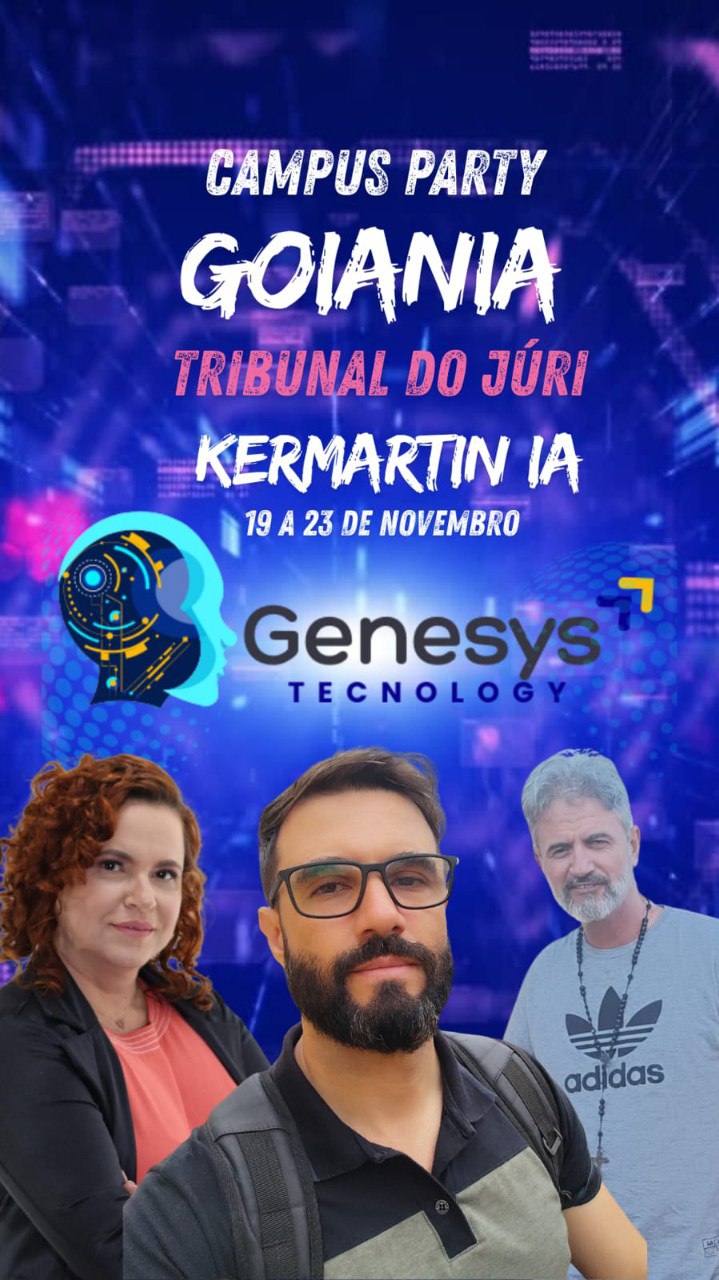 CAMPUS PARTY
GOIANIA
TRIBUNAL DO JÚRI
KERMARTIN IA
19 A 23 DE NOVEMBRO
Genesys
TECNOLOGY
adidas